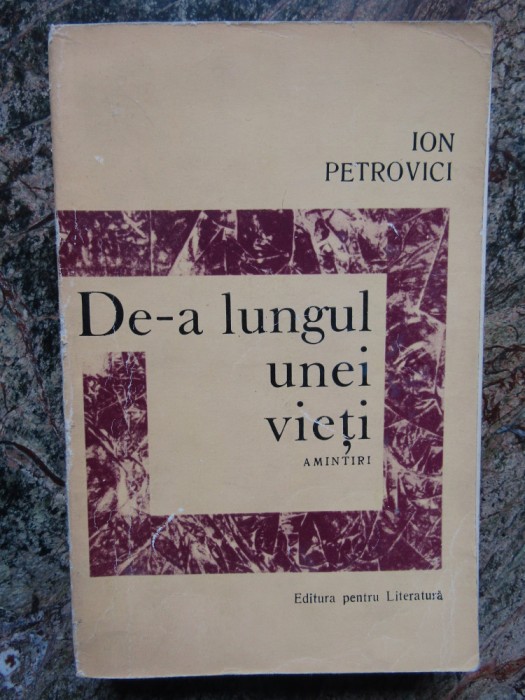 ION
PETROVICI
De-a lungul
unei
vieți
AMINTIRI
Editura pentru Literatură